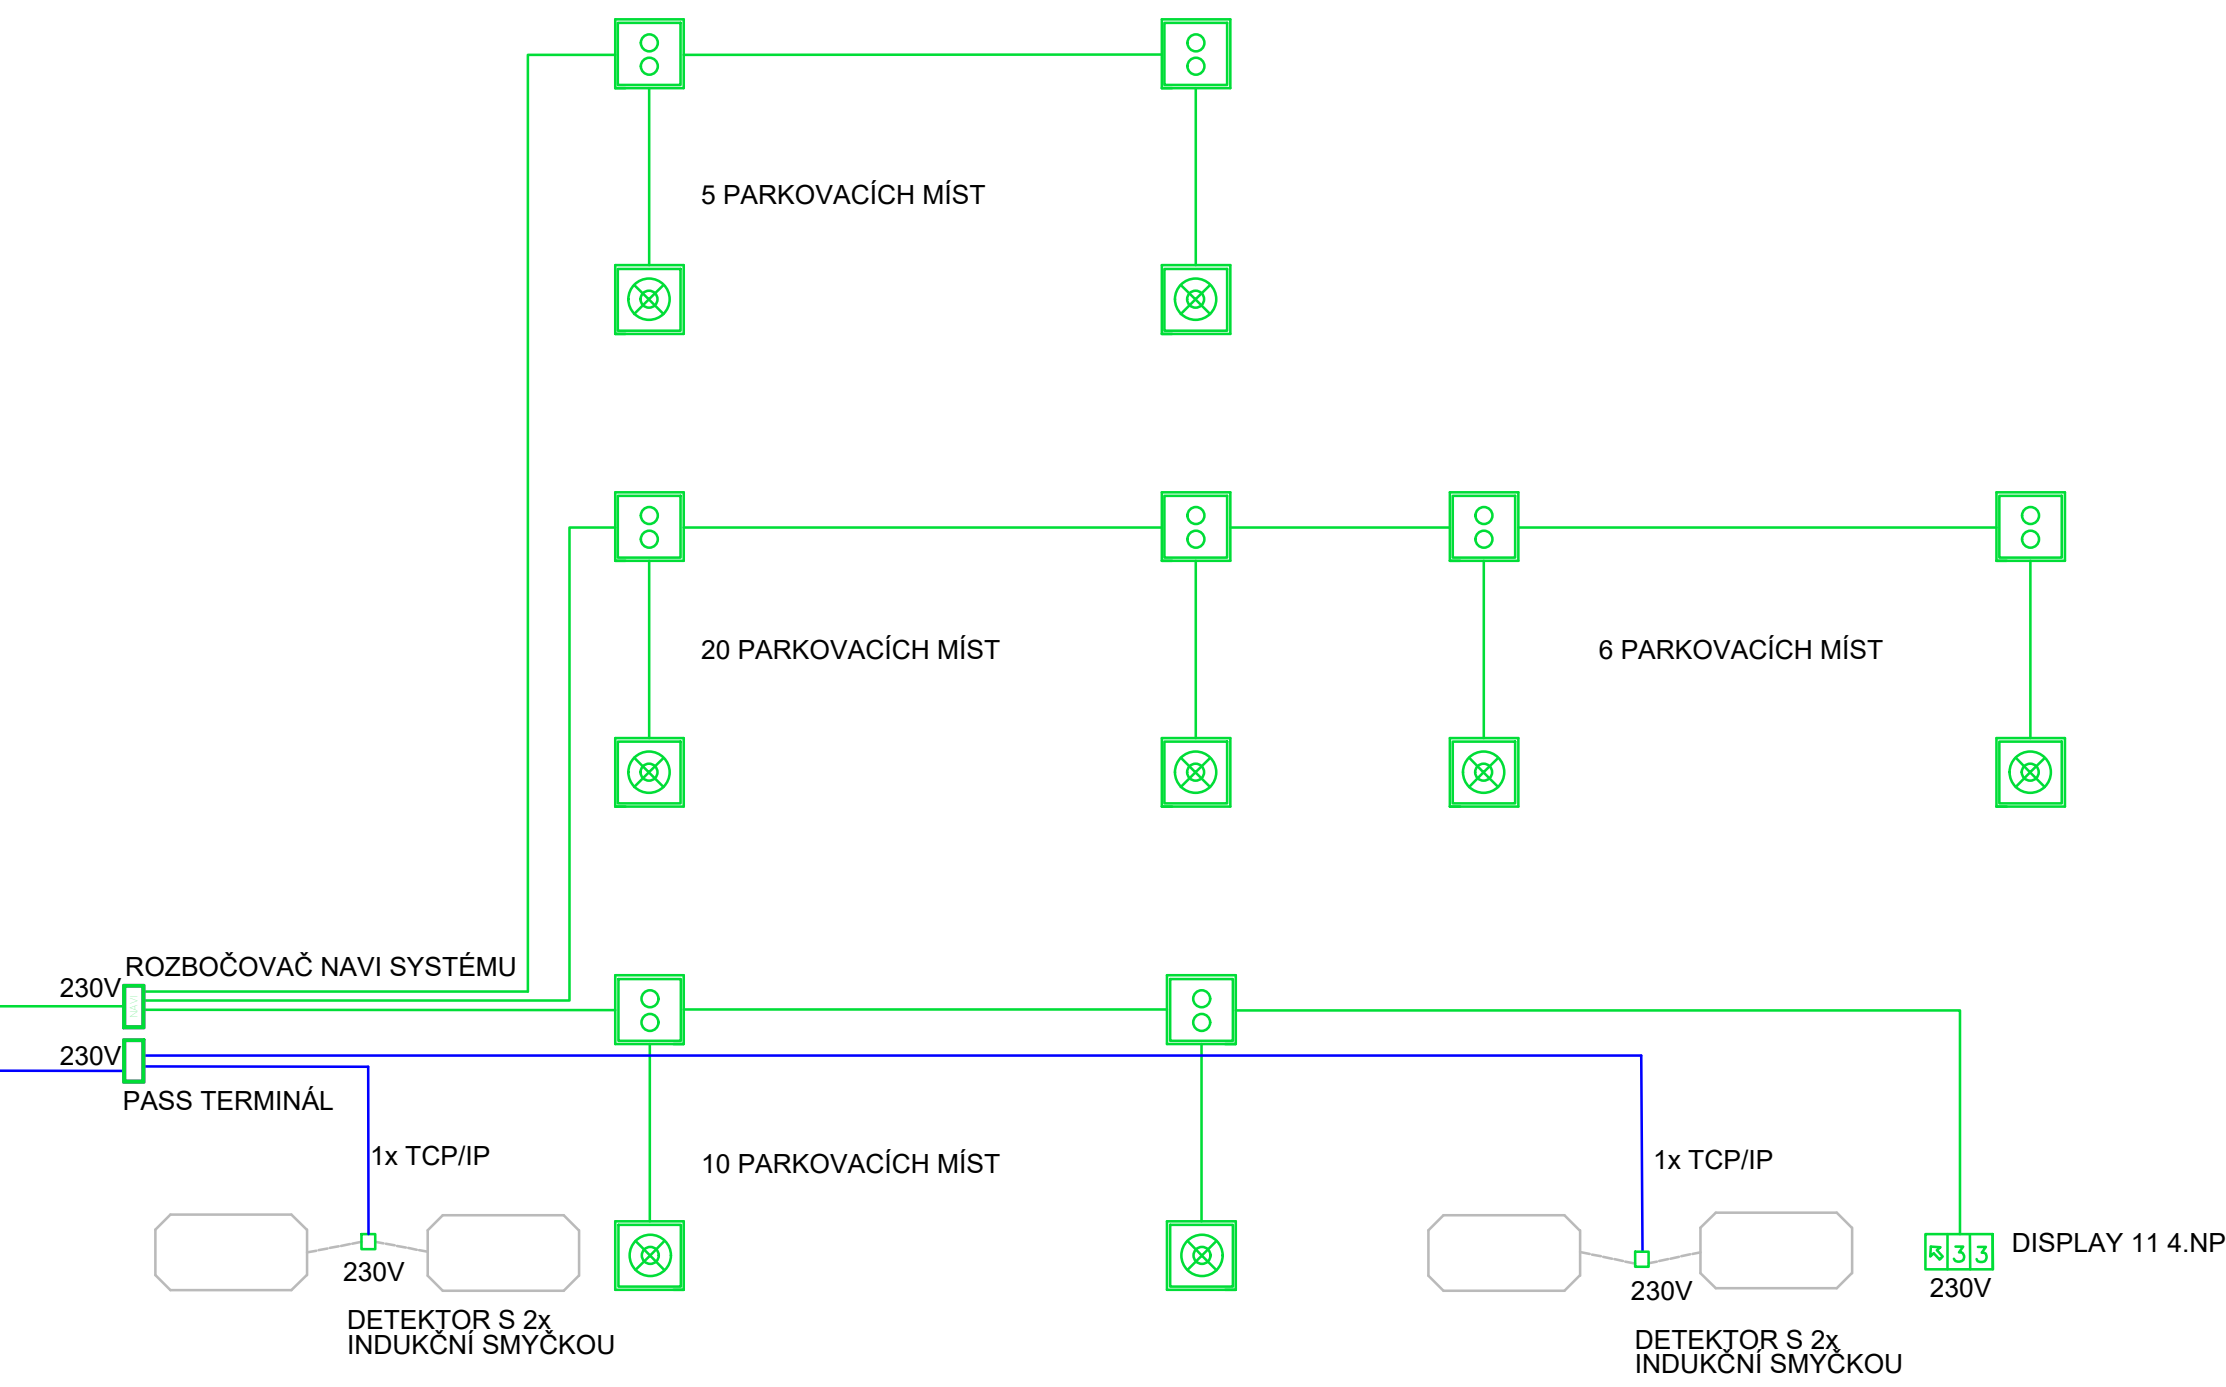 5 PARKOVACÍCH MÍST
20 PARKOVACÍCH MÍST
6 PARKOVACÍCH MÍST
ROZBOČOVAČ NAVI SYSTÉMU
230V
NAVI
230V
PASS TERMINÁL
1x TCP/IP
10 PARKOVACÍCH MÍST
1x TCP/IP
33
DISPLAY 11 4.NP
230V
230V
230V
DETEKTOR S 2x
INDUKČNÍ SMYČKOU
DETEKTOR S 2x
INDUKČNÍ SMYČKOU